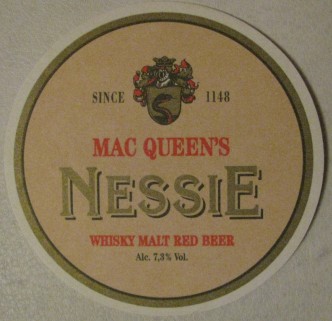 SINCE 1148
MAC QUEEN'S
NESSIE
WHISKY MALT RED BEER
Alc. 7,3% Vol.